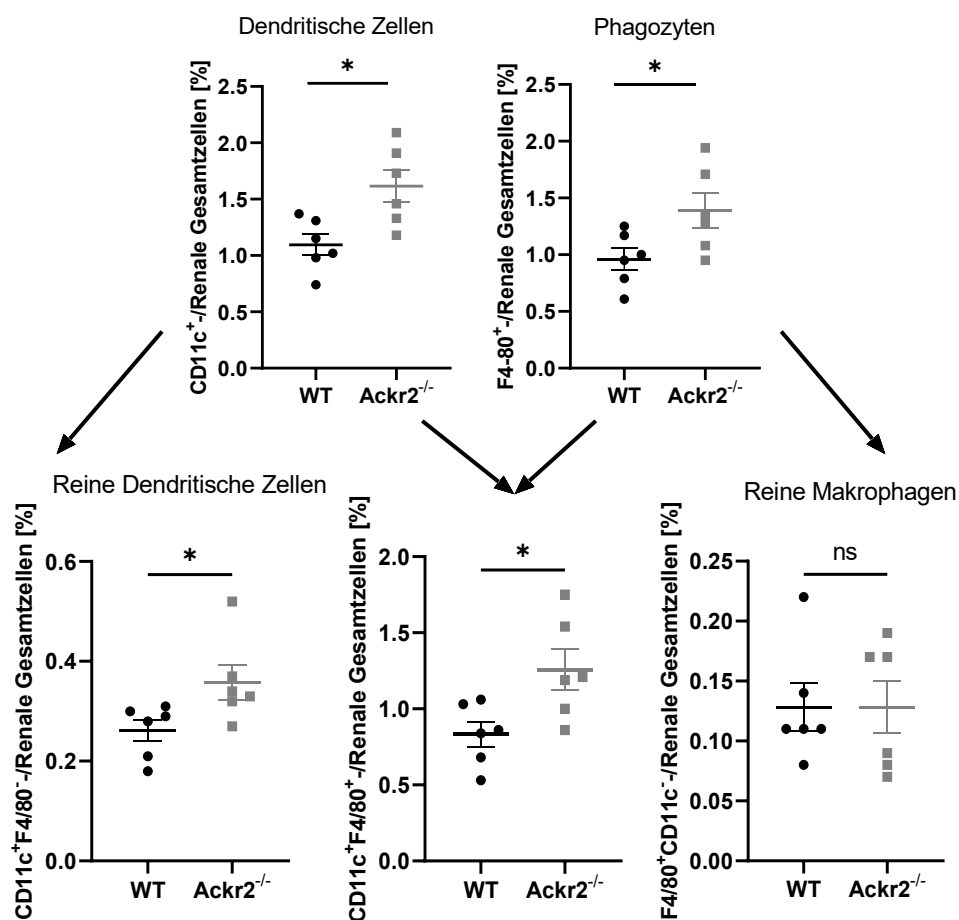 Dendritische Zellen
CD11c⁺-/Renale Gesamtzellen [%]
2.5
2.0
1.5
1.0
0.5
0.0
*
WT
Ackr2⁻/⁻
Phagozyten
F4-80⁺-/Renale Gesamtzellen [%]
2.5
2.0
1.5
1.0
0.5
0.0
*
WT
Ackr2⁻/⁻
Reine Dendritische Zellen
CD11c⁺F4/80⁻-/Renale Gesamtzellen [%]
0.6
0.4
0.2
0.0
*
WT
Ackr2⁻/⁻
CD11c⁺F4/80⁺-/Renale Gesamtzellen [%]
2.0
1.5
1.0
0.5
0.0
*
WT
Ackr2⁻/⁻
Reine Makrophagen
F4/80⁺CD11c⁻-/Renale Gesamtzellen [%]
0.25
0.20
0.15
0.10
0.05
0.00
ns
WT
Ackr2⁻/⁻